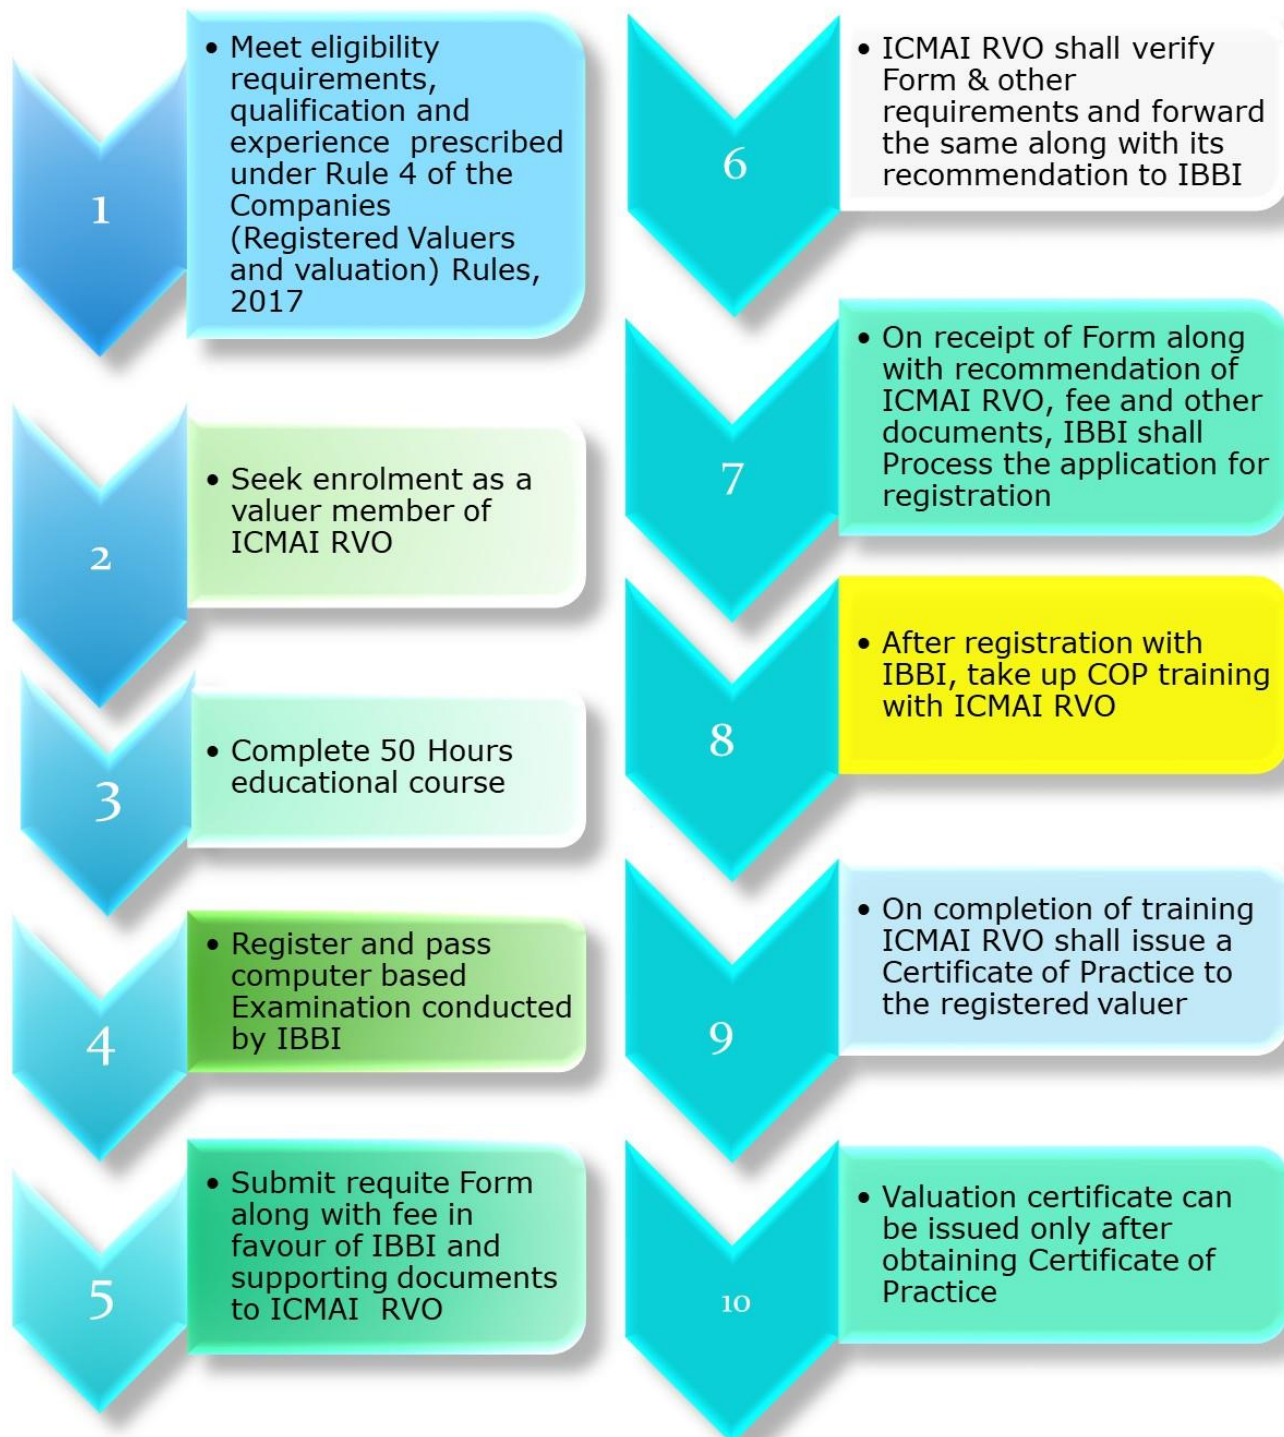 1
• Meet eligibility
requirements,
qualification and
experience prescribed
under Rule 4 of the
Companies
(Registered Valuers
and valuation) Rules,
2017
2
• Seek enrolment as a
valuer member of
ICMAI RVO
3
• Complete 50 Hours
educational course
4
• Register and pass
computer based
Examination conducted
by IBBI
5
• Submit requite Form
along with fee in
favour of IBBI and
supporting documents
to ICMAI RVO
6
• ICMAI RVO shall verify
Form & other
requirements and forward
the same along with its
recommendation to IBBI
7
• On receipt of Form along
with recommendation of
ICMAI RVO, fee and other
documents, IBBI shall
Process the application for
registration
8
• After registration with
IBBI, take up COP training
with ICMAI RVO
9
• On completion of training
ICMAI RVO shall issue a
Certificate of Practice to
the registered valuer
10
• Valuation certificate can
be issued only after
obtaining Certificate of
Practice